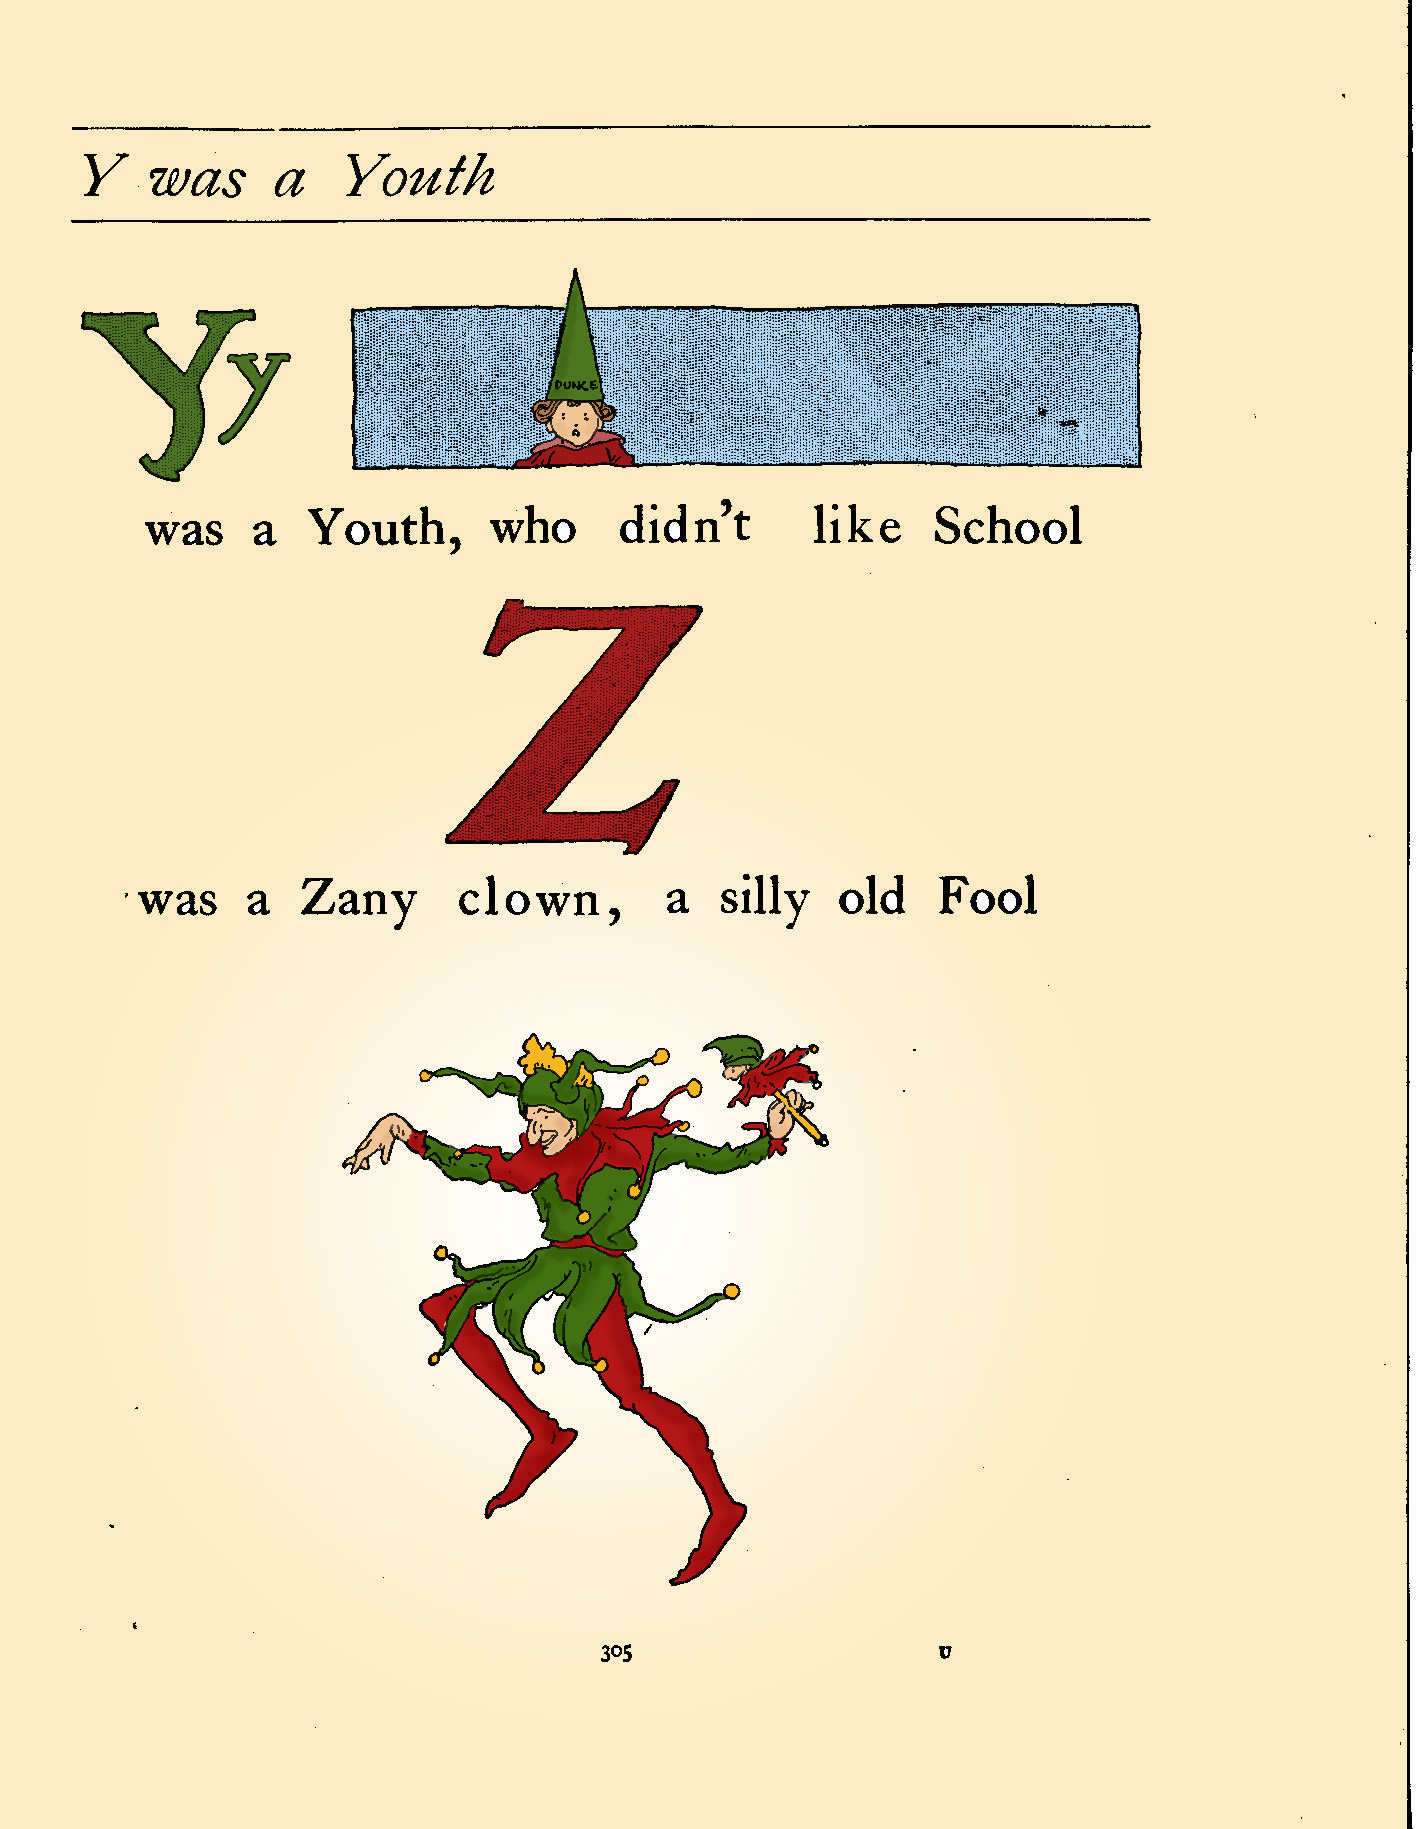 Y was a Youth
Yy
DUNCE
was a Youth, who didn't like School
Z
was a Zany clown, a silly old Fool
305 U